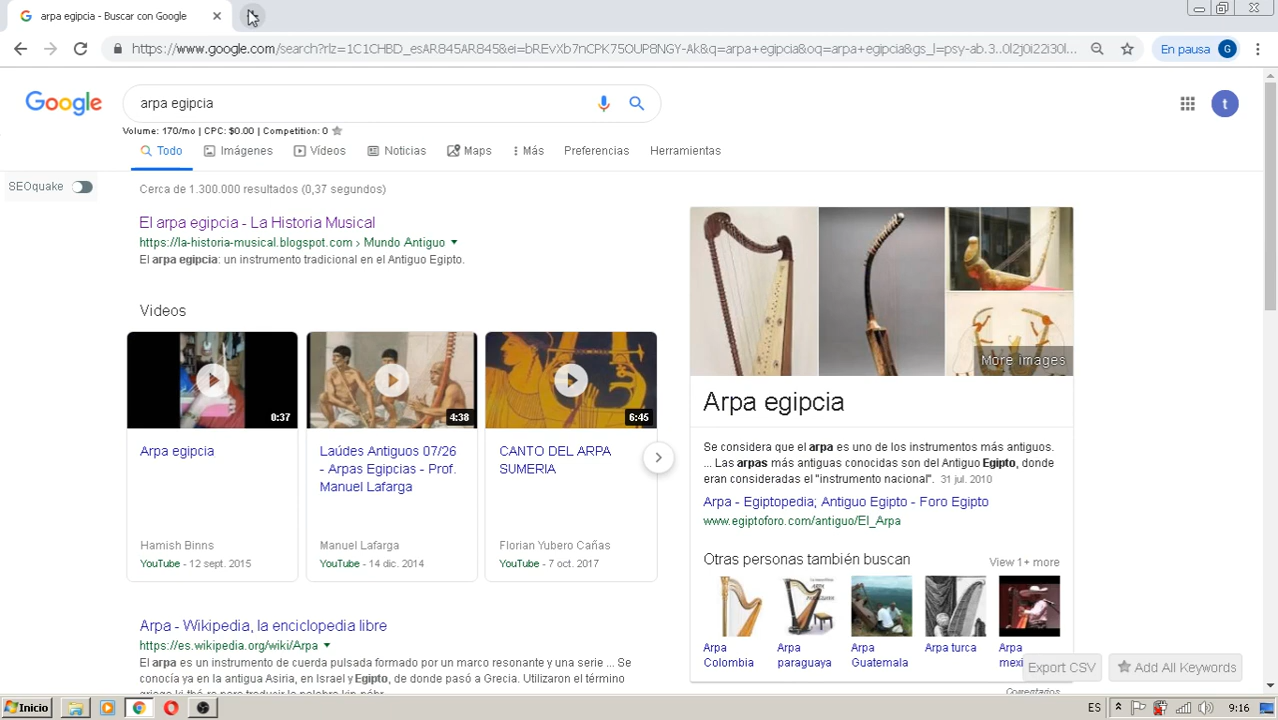 arpa egipcia - Buscar con Google
https://www.google.com/search?rlz=1C1CHBD_esAR845AR845&ei=bREvXb7nCPK75OUP8NGY-Ak&q=arpa+egipcia&oq=arpa+egipcia&gs_l=psy-ab.3..0l2j0i22i30l...
En pausa
G
Google
arpa egipcia
t
Volume: 170/mo | CPC: $0.00 | Competition: 0
Todo Imágenes Vídeos Noticias Maps Más Preferencias Herramientas
SEOquake
Cerca de 1.300.000 resultados (0,37 segundos)
El arpa egipcia - La Historia Musical
https://la-historia-musical.blogspot.com › Mundo Antiguo
El arpa egipcia: un instrumento tradicional en el Antiguo Egipto.
Videos
0:37
4:38
6:45
Arpa egipcia
Laúdes Antiguos 07/26
- Arpas Egipcias - Prof.
Manuel Lafarga
CANTO DEL ARPA
SUMERIA
Hamish Binns
YouTube - 12 sept. 2015
Manuel Lafarga
YouTube - 14 dic. 2014
Florian Yubero Cañas
YouTube - 7 oct. 2017
Arpa - Wikipedia, la enciclopedia libre
https://es.wikipedia.org/wiki/Arpa
El arpa es un instrumento de cuerda pulsada formado por un marco resonante y una serie ... Se
conocía ya en la antigua Asiria, en Israel y Egipto, de donde pasó a Grecia. Utilizaron el término
More images
Arpa egipcia
Se considera que el arpa es uno de los instrumentos más antiguos.
... Las arpas más antiguas conocidas son del Antiguo Egipto, donde
eran consideradas el "instrumento nacional". 31 jul. 2010
Arpa - Egiptopedia; Antiguo Egipto - Foro Egipto
www.egiptoforo.com/antiguo/El_Arpa
Otras personas también buscan
View 1+ more
Arpa
Colombia
Arpa
paraguaya
Arpa
Guatemala
Arpa turca
Arpa
Export CSV
Add All Keywords
Comentarios
Inicio
ES
9:16